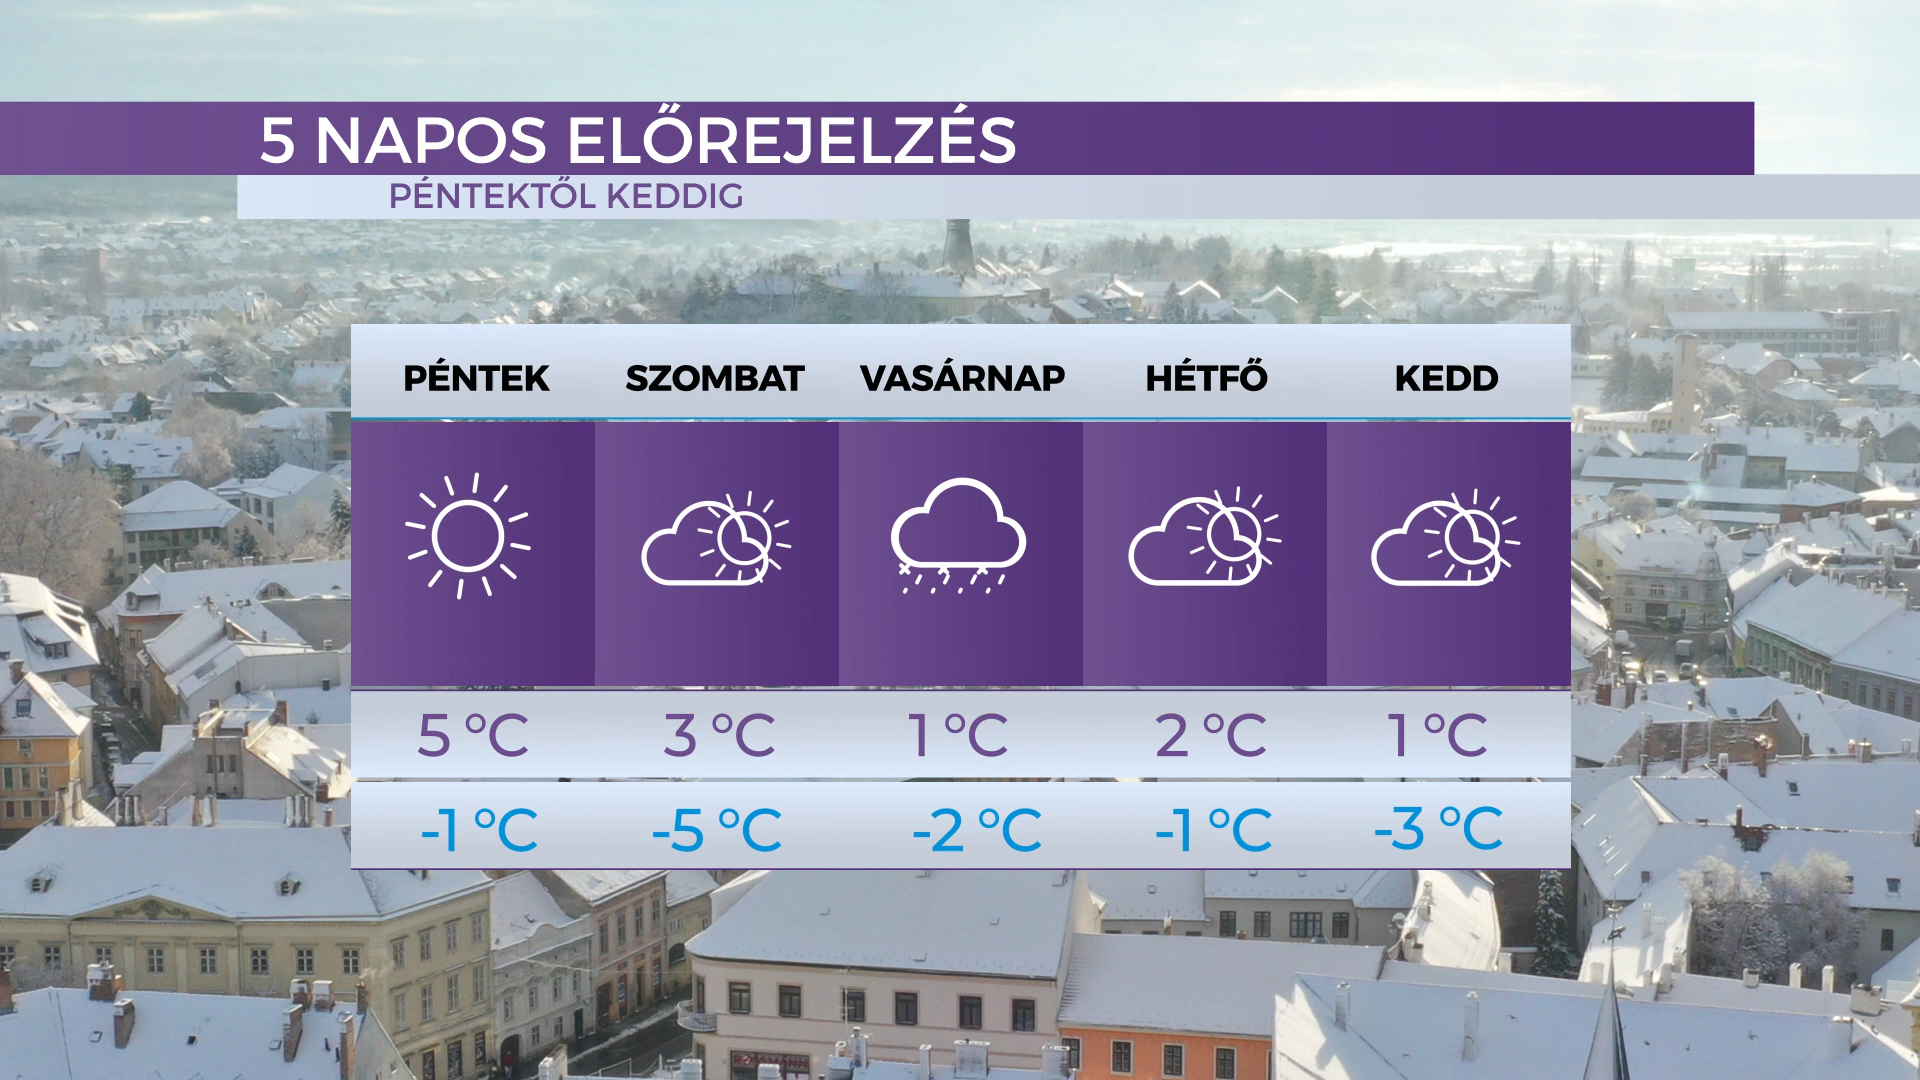 5 NAPOS ELŐREJELZÉS
PÉNTEKTŐL KEDDIG
PÉNTEK SZOMBAT VASÁRNAP HÉTFŐ KEDD
5 °C 3 °C 1 °C 2 °C 1 °C
-1 °C -5 °C -2 °C -1 °C -3 °C
ROSSMANN